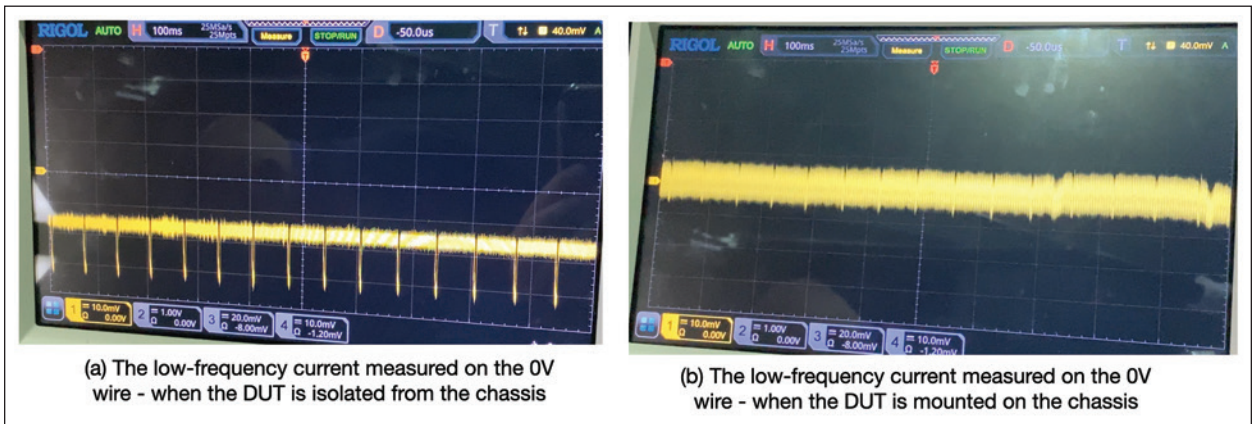 RIGOL AUTO H 100ms 25MSa/s 25Mpts Measure STOP/RUN D -50.0us T 40.0mV A
T
1 10.0mV Ω 0.00V 2 1.00V Ω 0.00V 3 20.0mV Ω -8.00mV 4 10.0mV Ω -1.20mV
(a) The low-frequency current measured on the 0V
wire - when the DUT is isolated from the chassis
RIGOL AUTO H 100ms 25MSa/s 25Mpts Measure STOP/RUN D -50.0us T 40.0mV A
T
1 10.0mV Ω 0.00V 2 1.00V Ω 0.00V 3 20.0mV Ω -8.00mV 4 10.0mV Ω -1.20mV
(b) The low-frequency current measured on the 0V
wire - when the DUT is mounted on the chassis